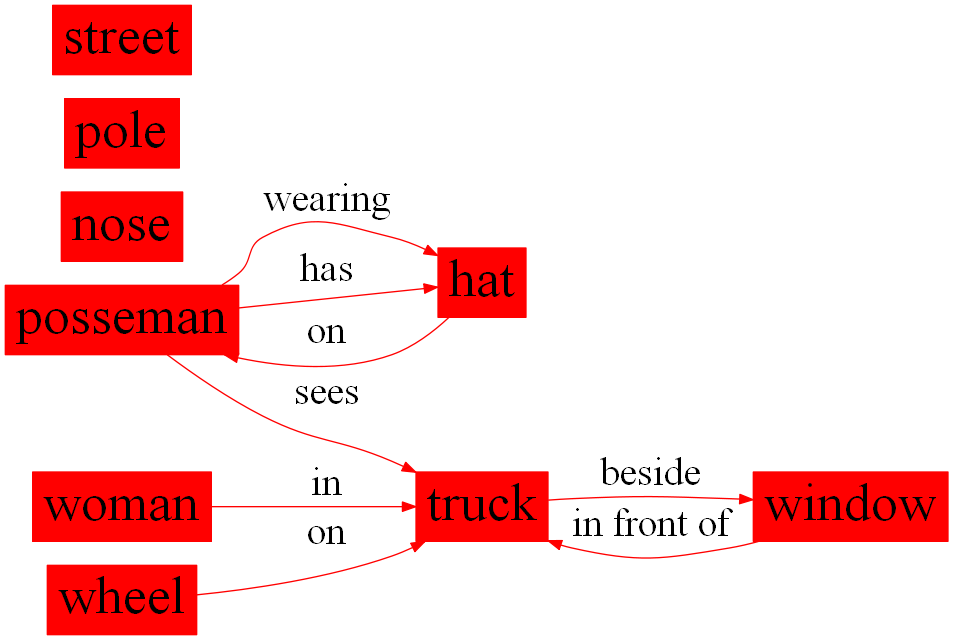 street
pole
nose
wearing
has
hat
posseman
on
sees
woman
in
truck
beside
window
in front of
on
wheel